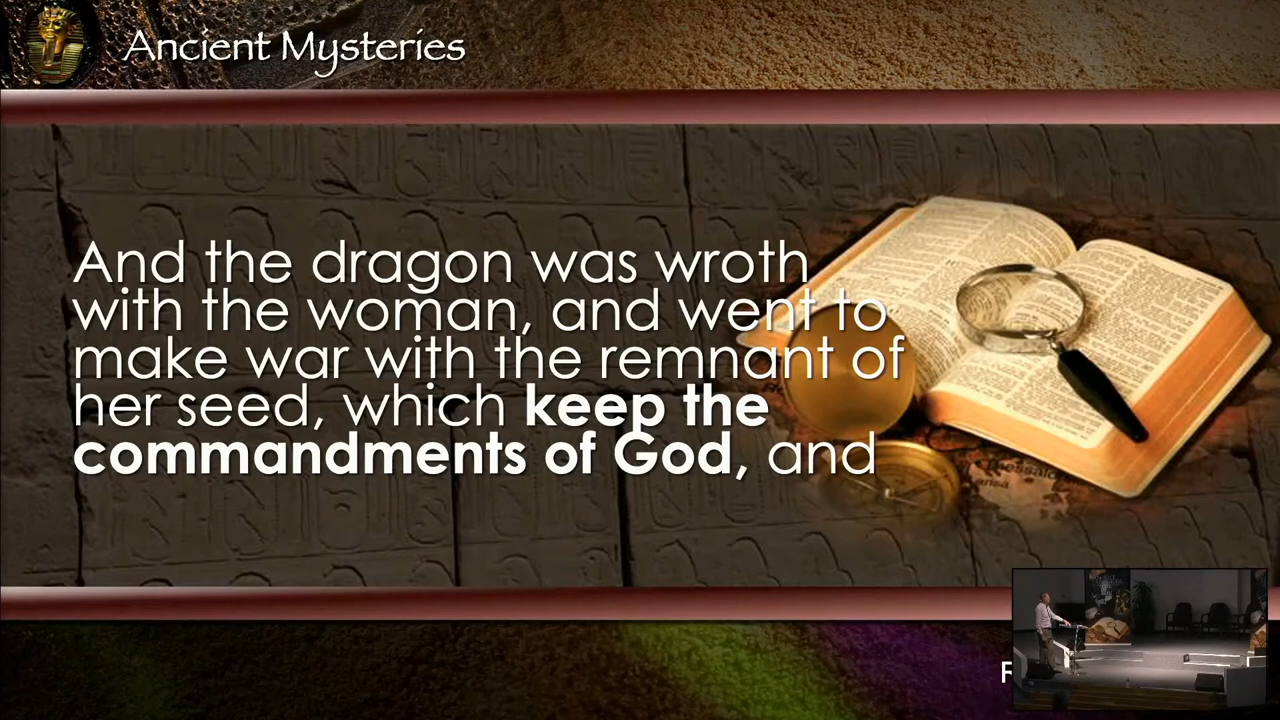 Ancient Mysteries
And the dragon was wroth
with the woman, and went to
make war with the remnant of
her seed, which keep the
commandments of God, and